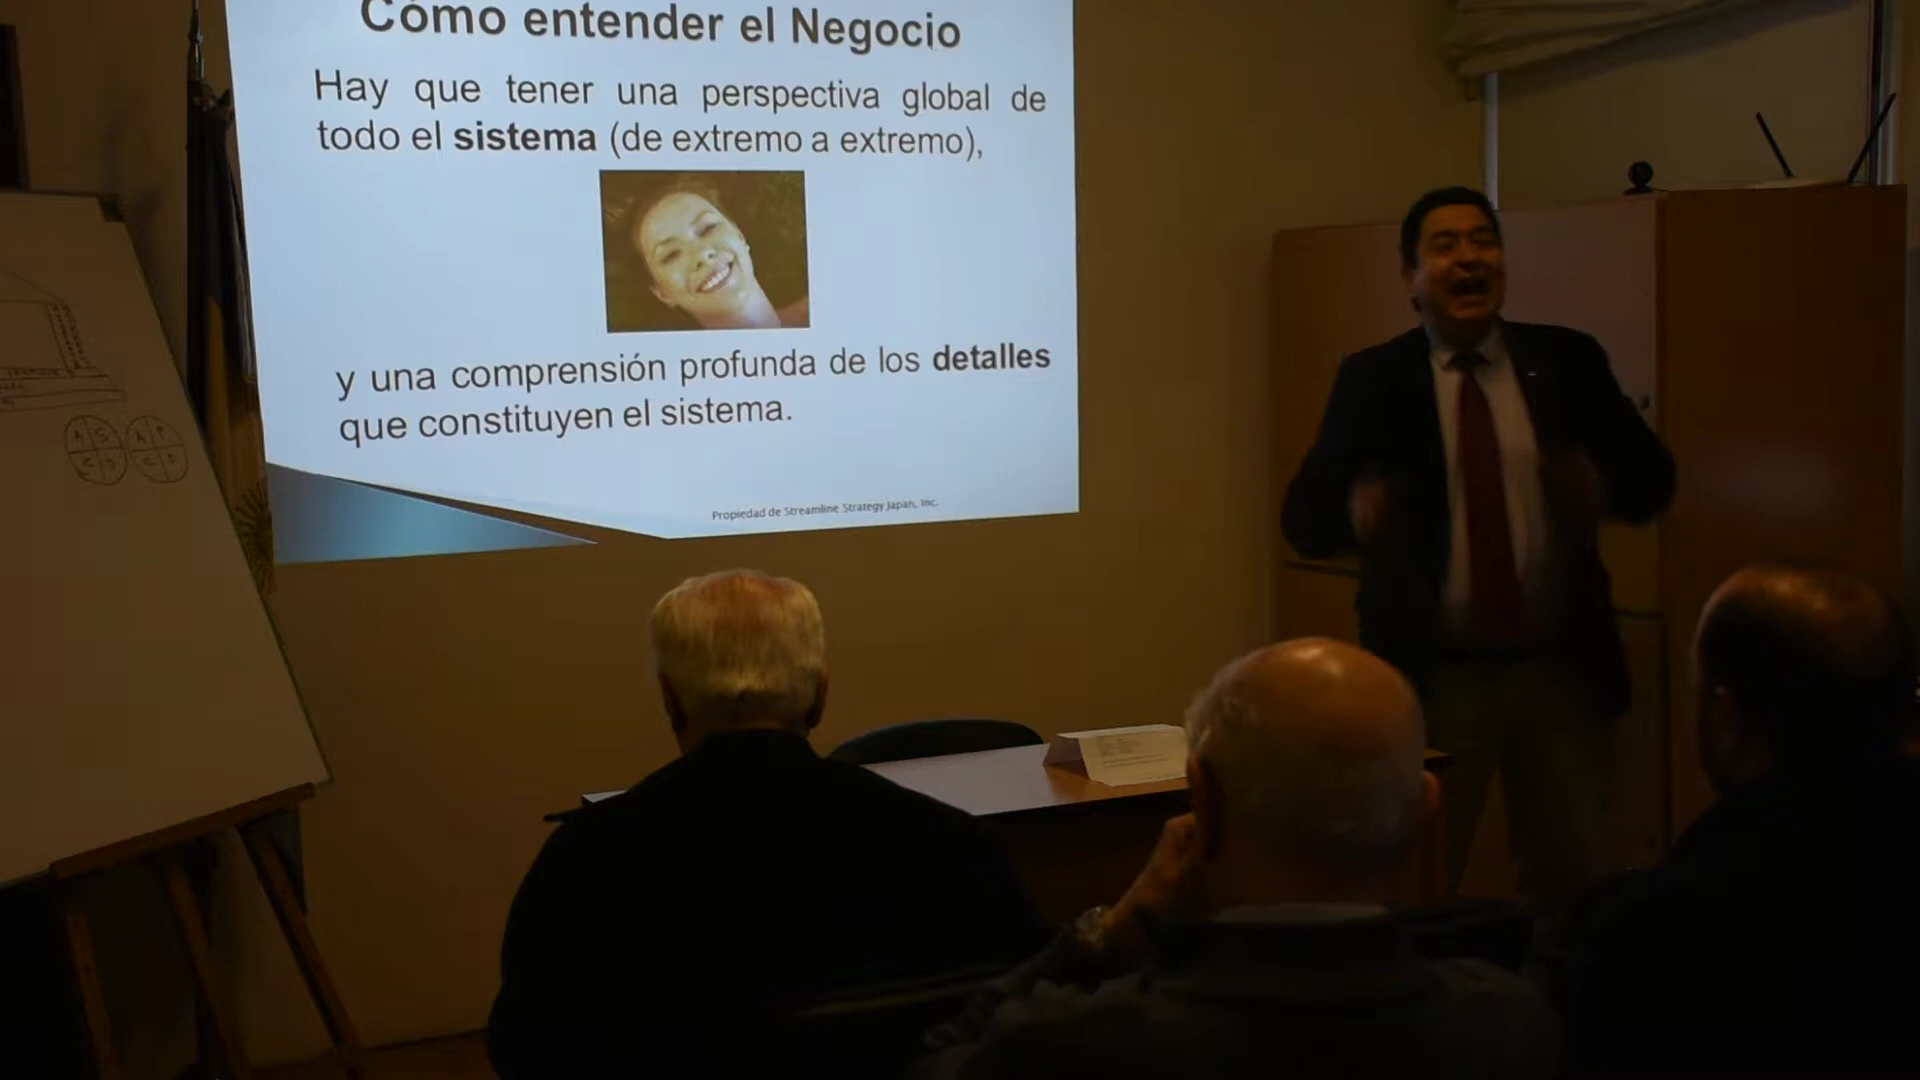 Cómo entender el Negocio
Hay que tener una perspectiva global de
todo el sistema (de extremo a extremo),
y una comprensión profunda de los detalles
que constituyen el sistema.
Propiedad de Streamline Strategy Japan, Inc.
A S
C D
A P
C D